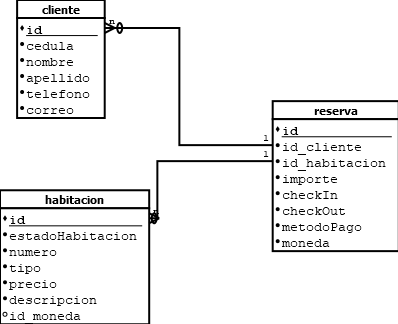 cliente
id
cedula
nombre
apellido
telefono
correo
n
1
1
reserva
id
id_cliente
id_habitacion
importe
checkIn
checkOut
metodoPago
moneda
habitacion
id
estadoHabitacion
numero
tipo
precio
descripcion
id_moneda